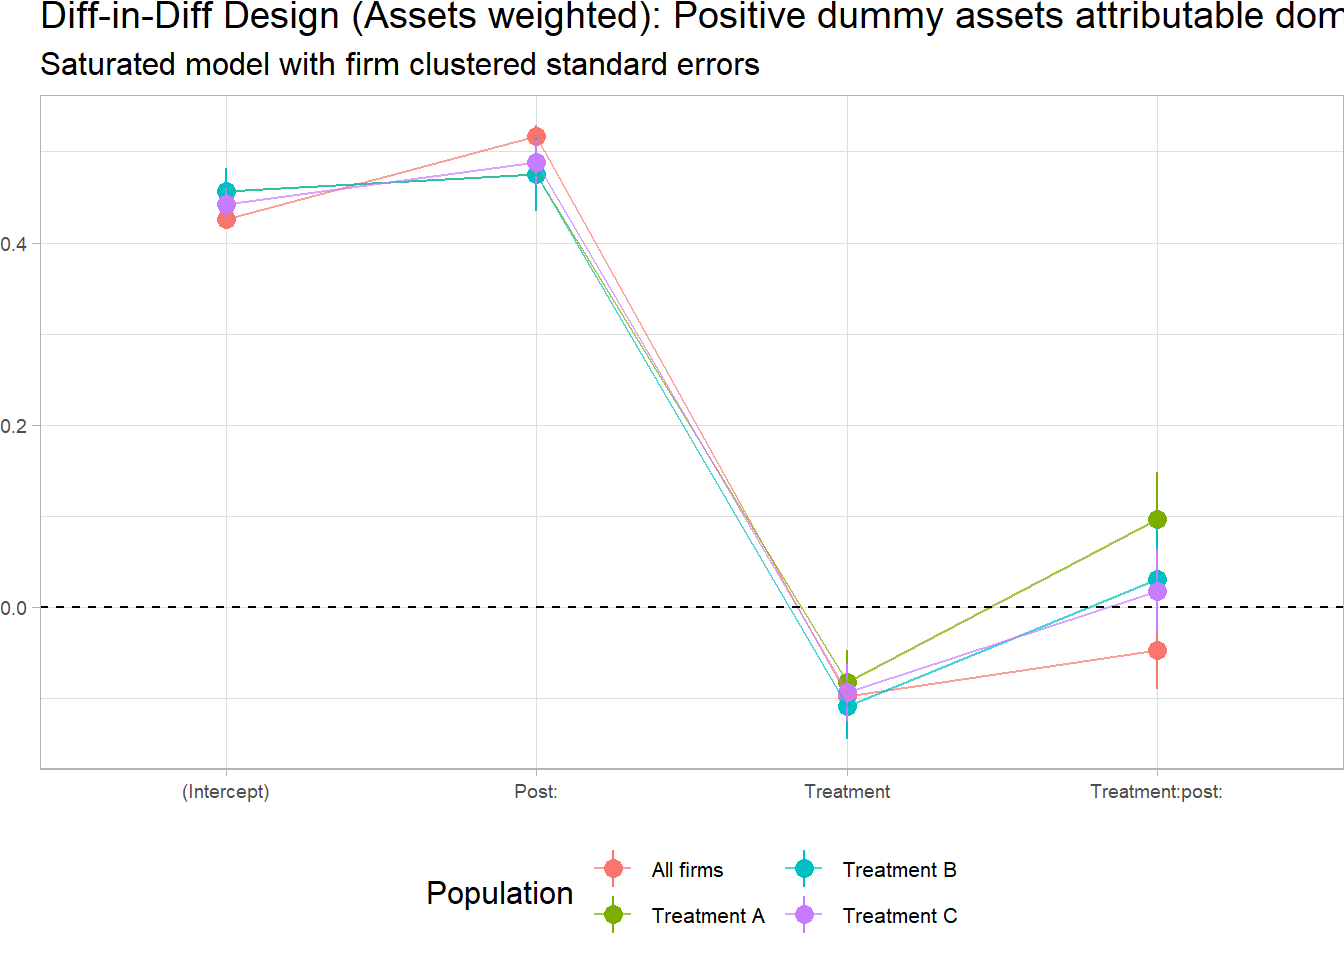 Diff-in-Diff Design (Assets weighted): Positive dummy assets attributable dom
Saturated model with firm clustered standard errors
0.4
0.2
0.0
(Intercept) Post: Treatment Treatment:post:
Population
All firms Treatment B
Treatment A Treatment C